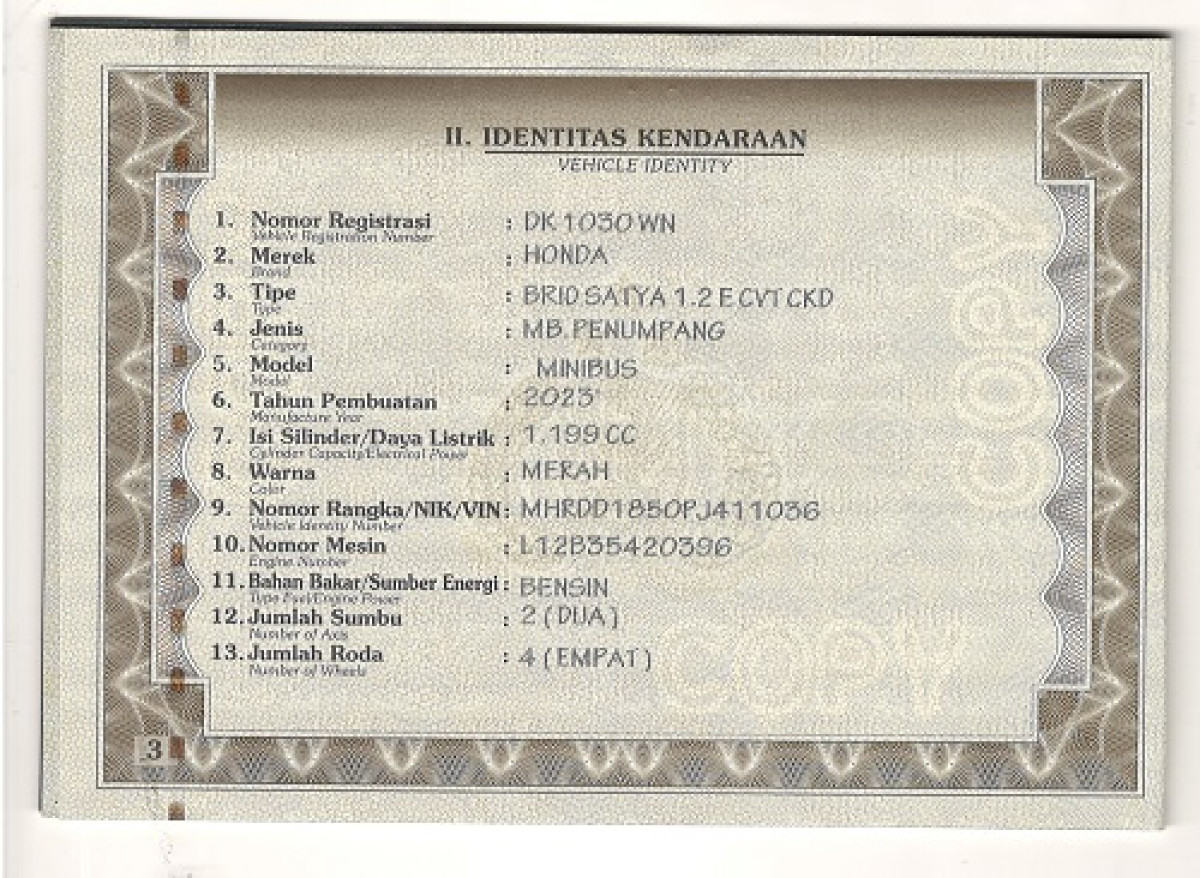 II. IDENTITAS KENDARAAN
VEHICLE IDENTITY
1. Nomor Registrasi : DK 1030 WN
Vehicle Registration Number
2. Merek : HONDA
Brand
3. Tipe : BRIO SATYA 1.2 E CVT CKD
Type
4. Jenis : MB. PENUMPANG
Category
5. Model : MINIBUS
Model
6. Tahun Pembuatan : 2023
Manufacture Year
7. Isi Silinder/Daya Listrik : 1.199 CC
Cylinder Capacity/Electrical Power
8. Warna : MERAH
Color
9. Nomor Rangka/NIK/VIN : MHRDD1850PJ411036
Vehicle Identity Number
10. Nomor Mesin : L12B35420396
Engine Number
11. Bahan Bakar/Sumber Energi : BENSIN
Type Fuel/Engine Power
12. Jumlah Sumbu : 2 ( DUA )
Number of Axis
13. Jumlah Roda : 4 ( EMPAT )
Number of Wheels
3